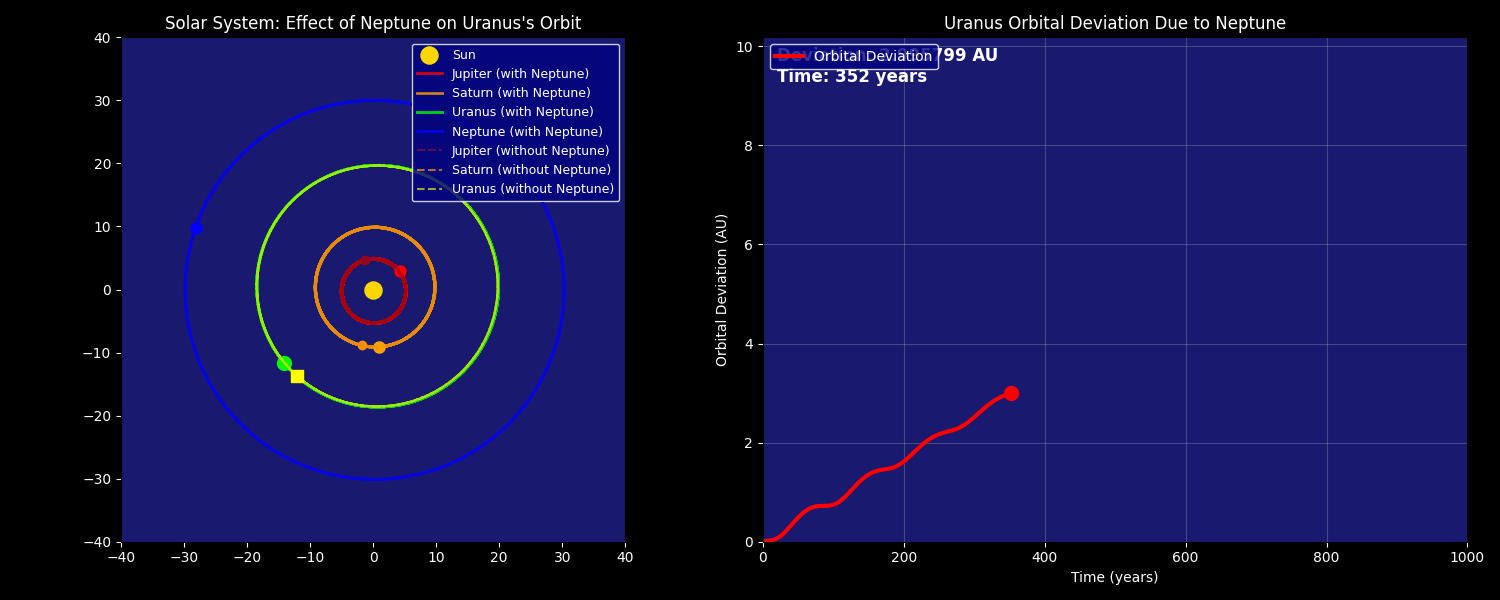 Solar System: Effect of Neptune on Uranus's Orbit
40
30
20
10
0
−10
−20
−30
−40
−40
−30
−20
−10
0
10
20
30
40
Sun
Jupiter (with Neptune)
Saturn (with Neptune)
Uranus (with Neptune)
Neptune (with Neptune)
Jupiter (without Neptune)
Saturn (without Neptune)
Uranus (without Neptune)
Uranus Orbital Deviation Due to Neptune
Orbital Deviation (AU)
10
8
6
4
2
0
Deviation: 799 AU
Orbital Deviation
Time: 352 years
0
200
400
600
800
1000
Time (years)